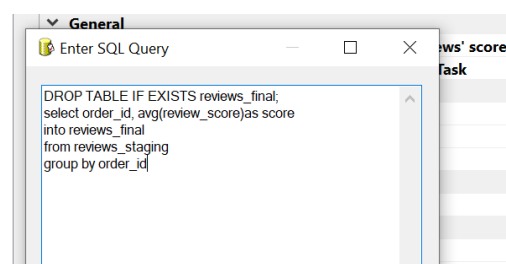 General
Enter SQL Query
ews' score
Task
DROP TABLE IF EXISTS reviews_final;
select order_id, avg(review_score)as score
into reviews_final
from reviews_staging
group by order_id